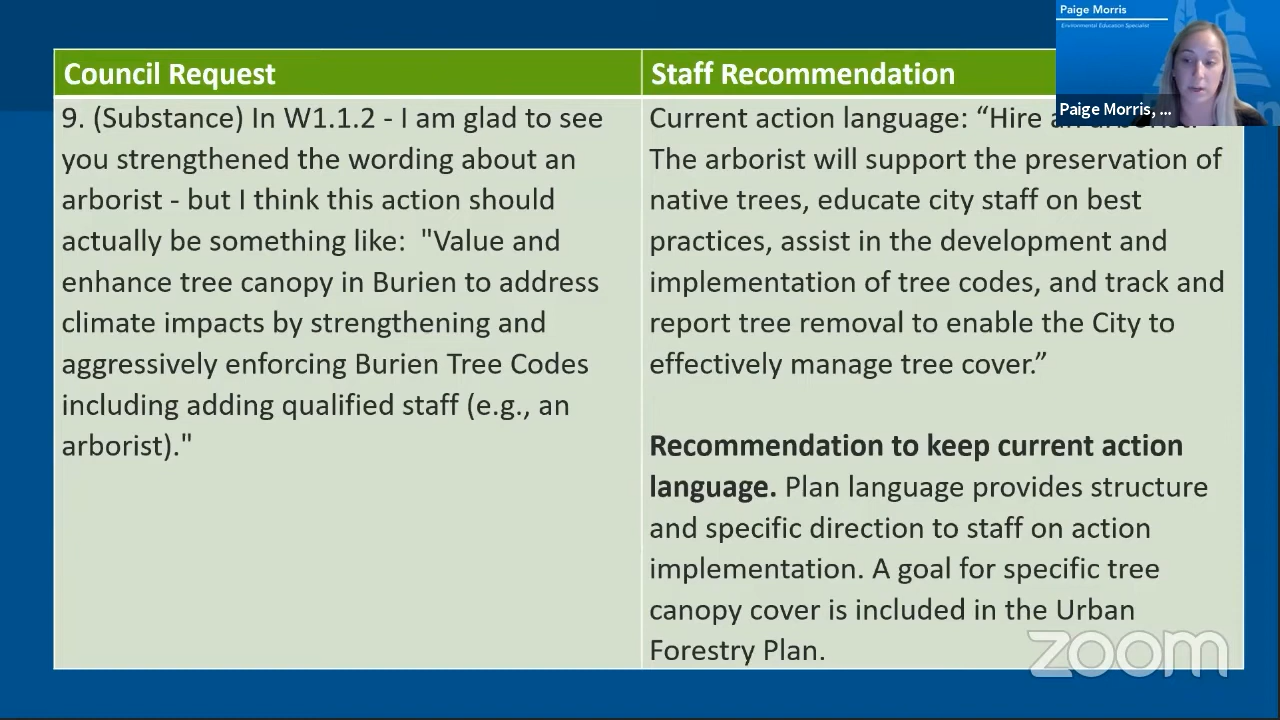 Paige Morris
Environmental Education Specialist
Paige Morris, ...
Council Request
Staff Recommendation
9. (Substance) In W1.1.2 - I am glad to see
you strengthened the wording about an
arborist - but I think this action should
actually be something like:  "Value and
enhance tree canopy in Burien to address
climate impacts by strengthening and
aggressively enforcing Burien Tree Codes
including adding qualified staff (e.g., an
arborist)."
Current action language: “Hire an
The arborist will support the preservation of
native trees, educate city staff on best
practices, assist in the development and
implementation of tree codes, and track and
report tree removal to enable the City to
effectively manage tree cover.”
Recommendation to keep current action
language. Plan language provides structure
and specific direction to staff on action
implementation. A goal for specific tree
canopy cover is included in the Urban
Forestry Plan.
zoom